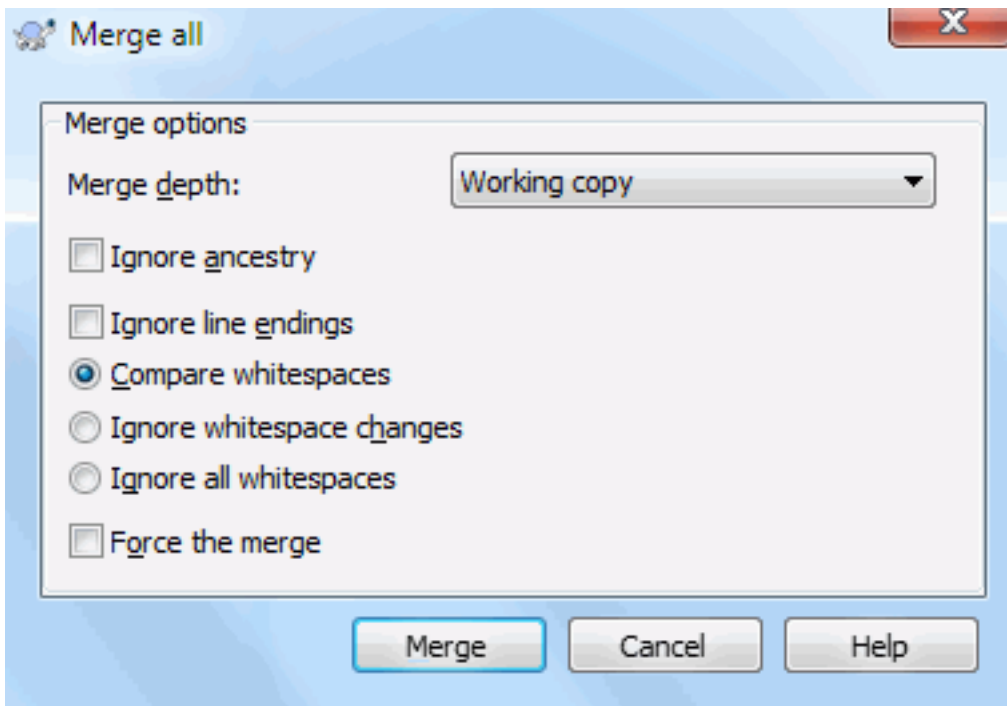 Merge all
Merge options
Merge depth: Working copy
Ignore ancestry
Ignore line endings
Compare whitespaces
Ignore whitespace changes
Ignore all whitespaces
Force the merge
Merge Cancel Help